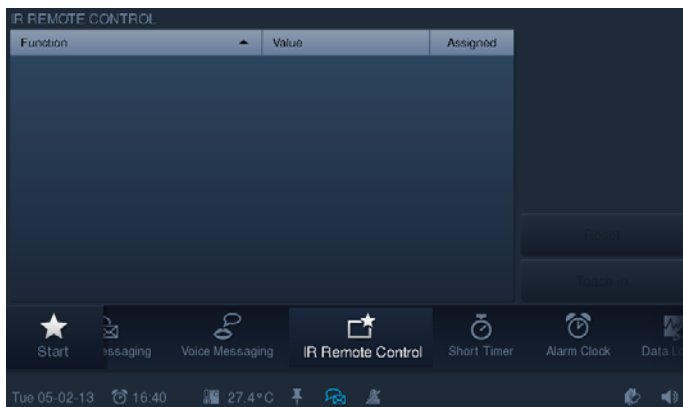 IR REMOTE CONTROL
Function Value Assigned
Reset
Teach in
Start essaging Voice Messaging IR Remote Control Short Timer Alarm Clock Data Lo
Tue 05-02-13 16:40 27.4°C